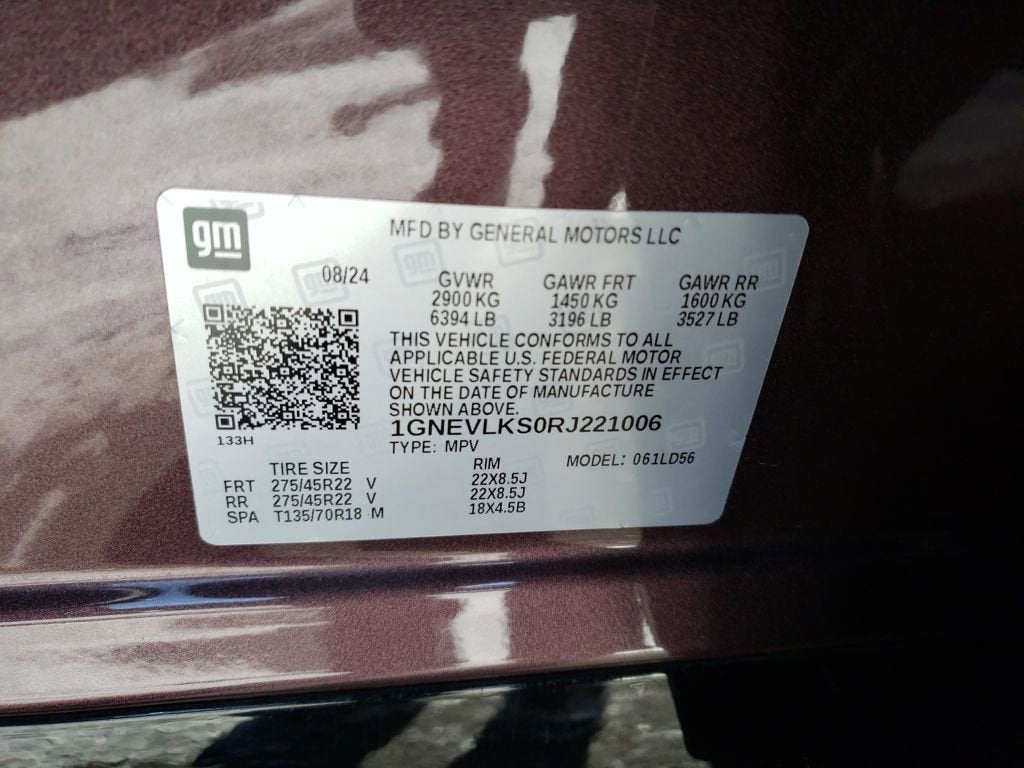 gm
MFD BY GENERAL MOTORS LLC
08/24
GVWR GAWR FRT GAWR RR
2900 KG 1450 KG 1600 KG
6394 LB 3196 LB 3527 LB
THIS VEHICLE CONFORMS TO ALL
APPLICABLE U.S. FEDERAL MOTOR
VEHICLE SAFETY STANDARDS IN EFFECT
ON THE DATE OF MANUFACTURE
SHOWN ABOVE.
1GNEVLKS0RJ221006
133H
TYPE: MPV
MODEL: 061LD56
TIRE SIZE RIM
FRT 275/45R22 V 22X8.5J
RR 275/45R22 V 22X8.5J
SPA T135/70R18 M 18X4.5B